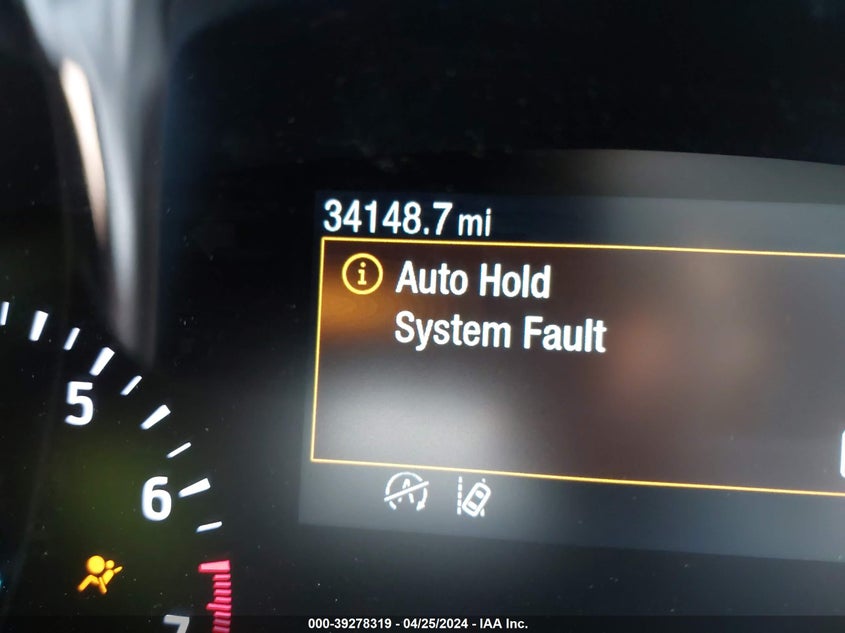 34148.7 mi
Auto Hold
System Fault
5
6
7
000-39278319 - 04/25/2024 - IAA Inc.